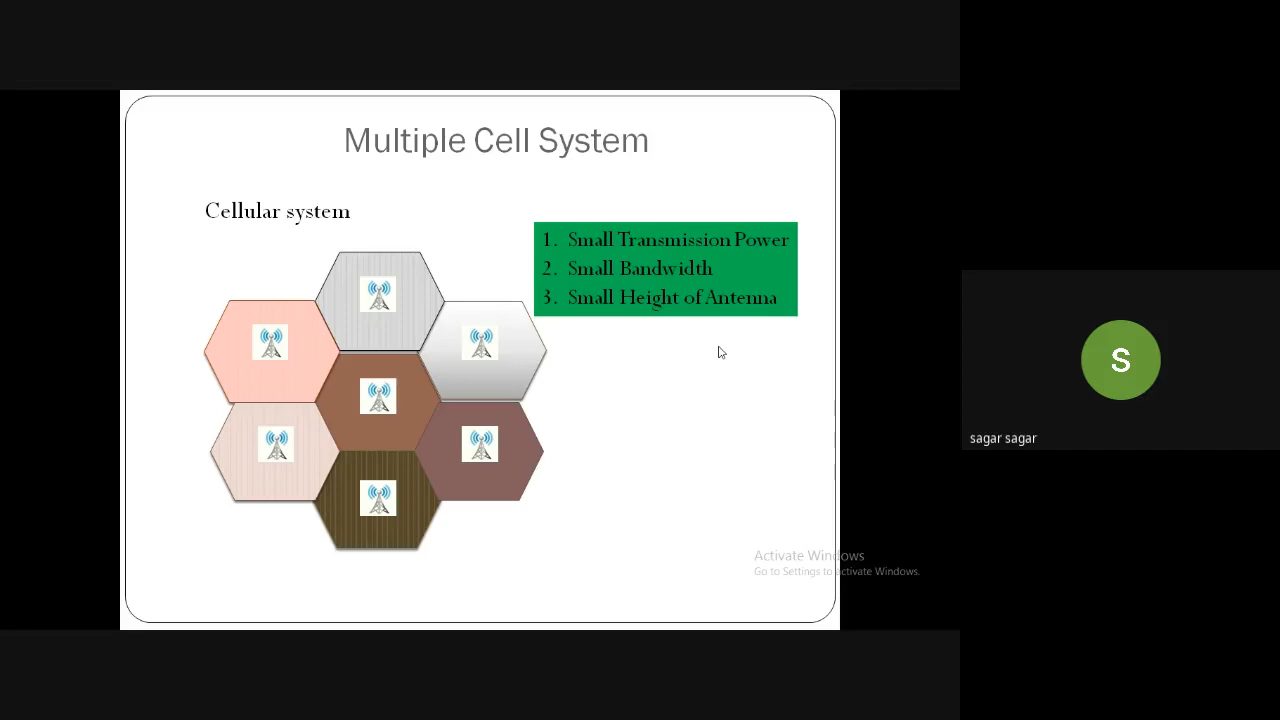 Multiple Cell System
Cellular system
1. Small Transmission Power
2. Small Bandwidth
3. Small Height of Antenna
S
sagar sagar
Activate Windows
Go to Settings to activate Windows.